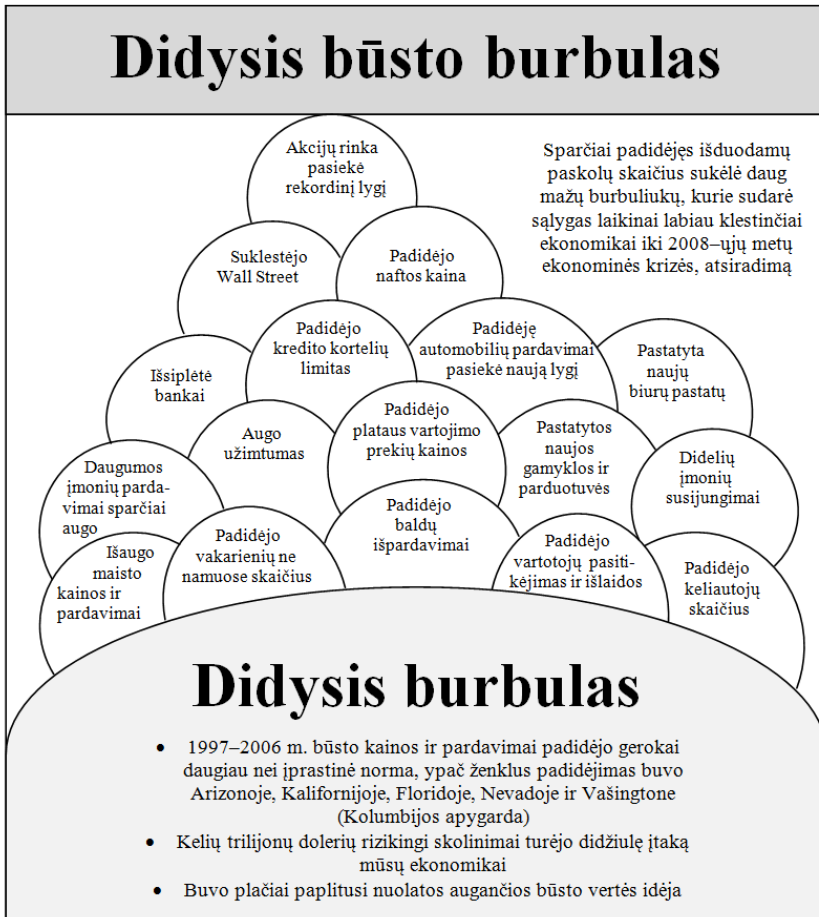 Didysis būsto burbulas
Akcijų rinka
pasiekė
rekordinį lygį
Sparčiai padidėjęs išduodamų
paskolų skaičius sukėlė daug
mažų burbuliukų, kurie sudarė
sąlygas laikinai labiau klestinčiai
ekonomikai iki 2008–ųjų metų
ekonominės krizės, atsiradimą
Suklestėjo
Wall Street
Padidėjo
naftos kaina
Padidėjo
kredito kortelių
limitas
Padidėję
automobilių pardavimai
pasiekė naują lygį
Pastatyta
naujų
biurų pastatų
Išsiplėtė
bankai
Augo
užimtumas
Padidėjo
plataus vartojimo
prekių kainos
Pastatytos
naujos
gamyklos ir
parduotuvės
Didelių
įmonių
susijungimai
Daugumos
įmonių parda-
vimai sparčiai
augo
Padidėjo
vakarienių ne
namuose skaičius
Padidėjo
baldų
išpardavimai
Padidėjo
vartotojų pasiti-
kėjimas ir išlaidos
Padidėjo
keliautojų
skaičius
Išaugo
maisto
kainos ir
pardavimai
Didysis burbulas
• 1997–2006 m. būsto kainos ir pardavimai padidėjo gerokai
daugiau nei įprastinė norma, ypač ženklus padidėjimas buvo
Arizonoje, Kalifornijoje, Floridoje, Nevadoje ir Vašingtone
(Kolumbijos apygarda)
• Kelių trilijonų dolerių rizikingi skolinimai turėjo didžiulę įtaką
mūsų ekonomikai
• Buvo plačiai paplitusi nuolatos augančios būsto vertės idėja